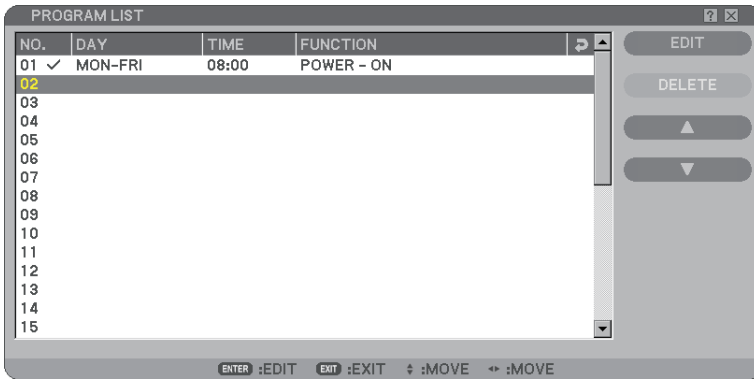 PROGRAM LIST ? X
NO. DAY TIME FUNCTION EDIT
01 ✓ MON-FRI 08:00 POWER - ON
02 DELETE
03
04
05
06
07
08
09
10
11
12
13
14
15
ENTER :EDIT EXIT :EXIT :MOVE :MOVE